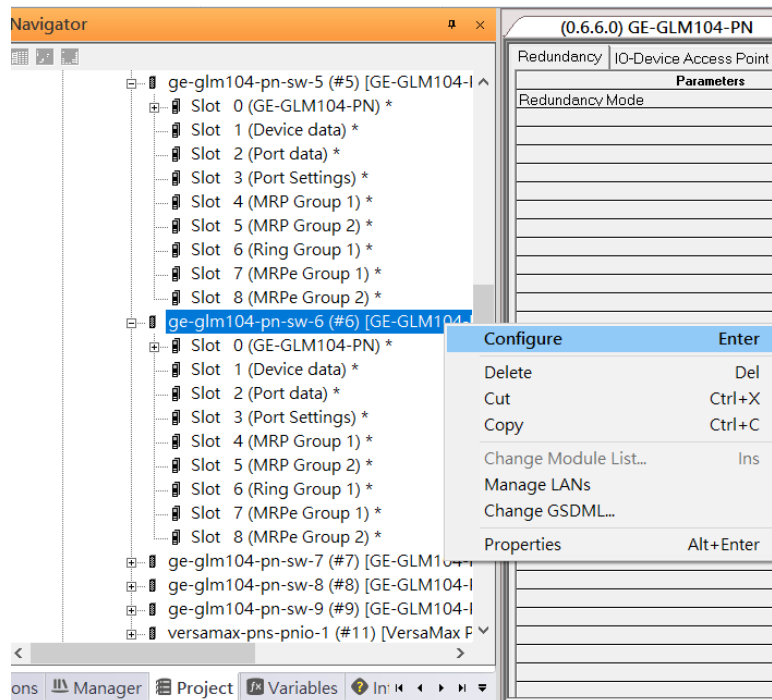 Navigator
ge-glm104-pn-sw-5 (#5) [GE-GLM104-
Slot 0 (GE-GLM104-PN) *
Slot 1 (Device data) *
Slot 2 (Port data) *
Slot 3 (Port Settings) *
Slot 4 (MRP Group 1) *
Slot 5 (MRP Group 2) *
Slot 6 (Ring Group 1) *
Slot 7 (MRPe Group 1) *
Slot 8 (MRPe Group 2) *
ge-glm104-pn-sw-6 (#6) [GE-GLM104-
Slot 0 (GE-GLM104-PN) *
Slot 1 (Device data) *
Slot 2 (Port data) *
Slot 3 (Port Settings) *
Slot 4 (MRP Group 1) *
Slot 5 (MRP Group 2) *
Slot 6 (Ring Group 1) *
Slot 7 (MRPe Group 1) *
Slot 8 (MRPe Group 2) *
ge-glm104-pn-sw-7 (#7) [GE-GLM104-
ge-glm104-pn-sw-8 (#8) [GE-GLM104-
ge-glm104-pn-sw-9 (#9) [GE-GLM104-
versamax-pns-pnio-1 (#11) [VersaMax P
ons Manager Project Variables In
(0.6.6.0) GE-GLM104-PN
Redundancy IO-Device Access Point
Parameters
Redundancy Mode
Configure Enter
Delete Del
Cut Ctrl+X
Copy Ctrl+C
Change Module List... Ins
Manage LANs
Change GSDML...
Properties Alt+Enter